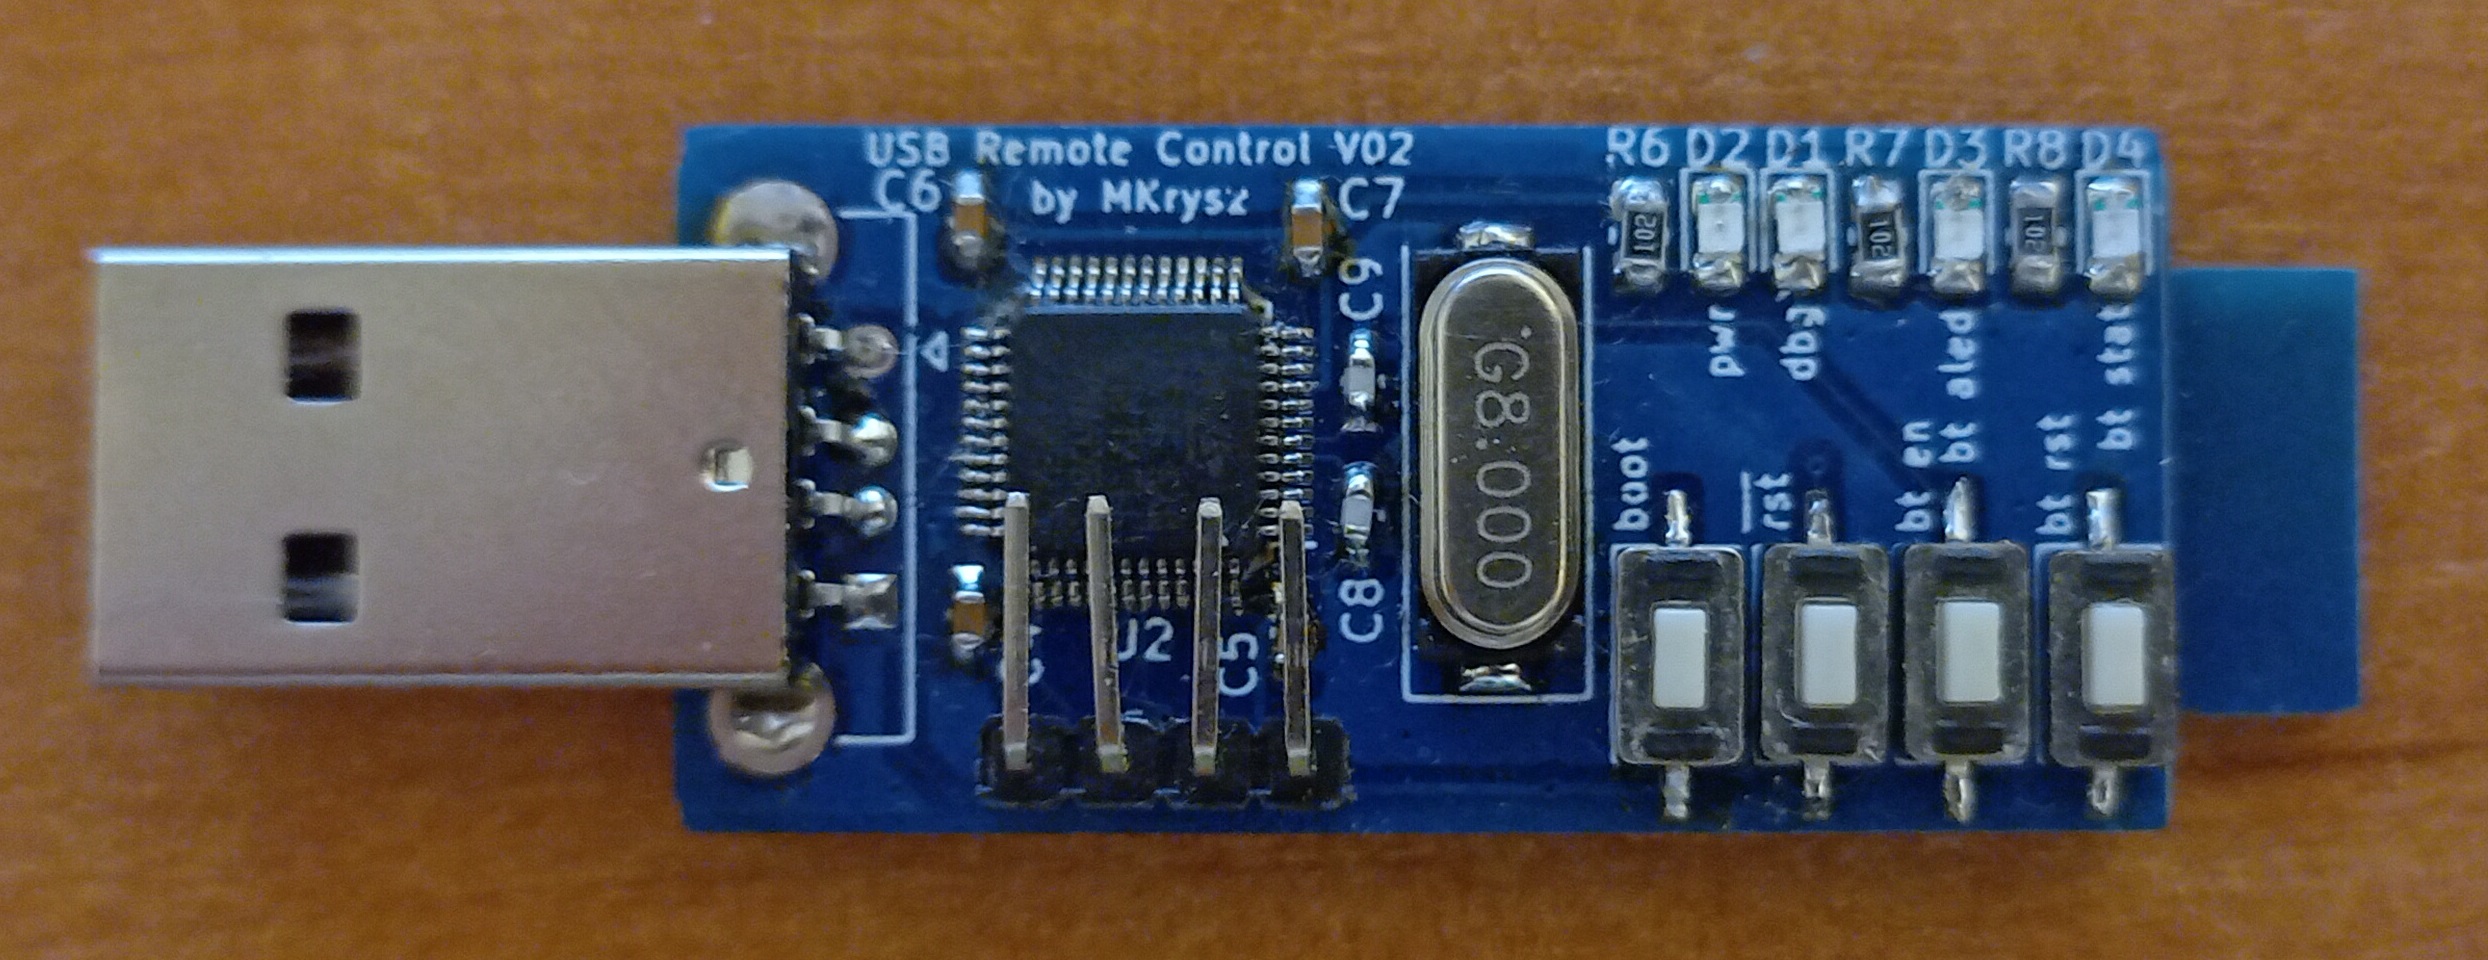 USB Remote Control V02
by MKrysz
C6
C7
R6 D2 D1 R7 D3 R8 D4
102
201
201
pwr
dbg
bt aled
bt stat
C9
C8
G8:000
boot
rst
bt en
bt rst
U2
C5